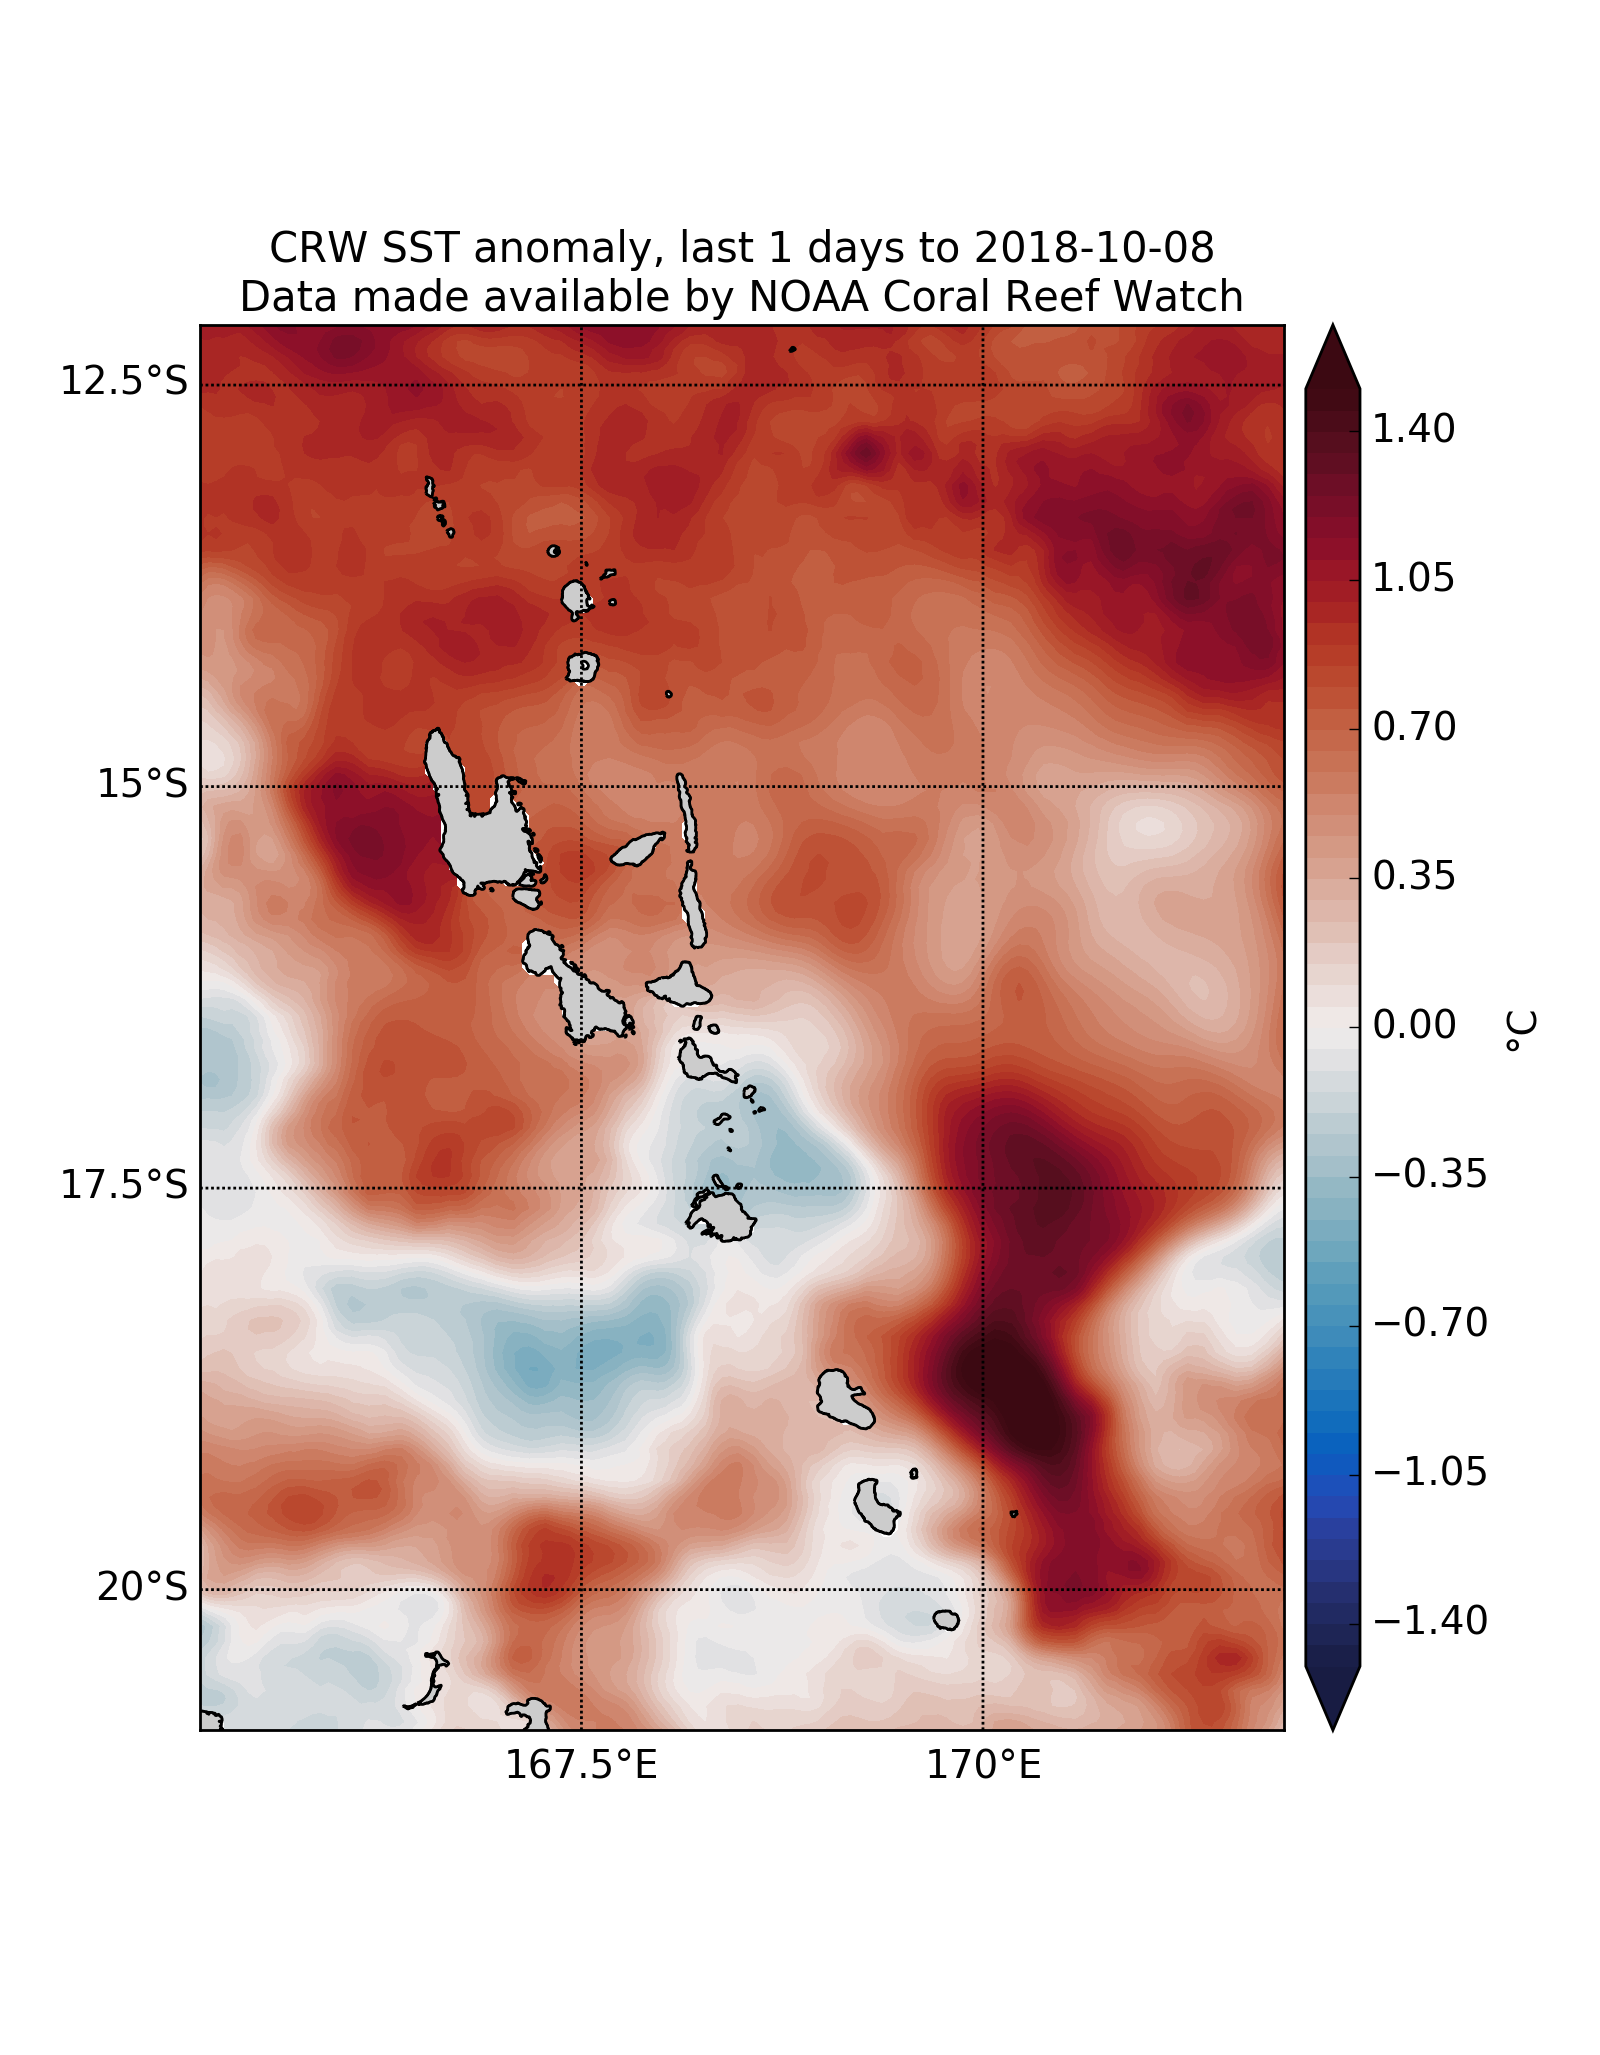 CRW SST anomaly, last 1 days to 2018-10-08
Data made available by NOAA Coral Reef Watch
12.5°S
15°S
17.5°S
20°S
167.5°E
170°E
1.40
1.05
0.70
0.35
0.00
−0.35
−0.70
−1.05
−1.40
°C